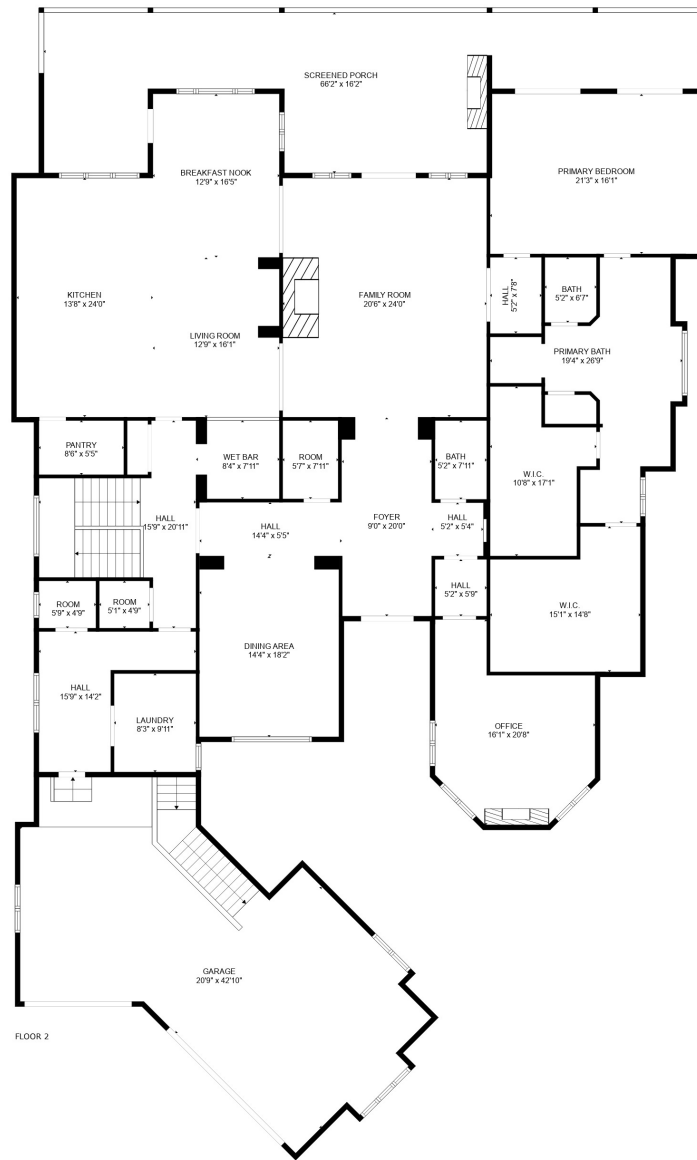 SCREENED PORCH
66'2" x 16'2"
BREAKFAST NOOK
12'9" x 16'5"
PRIMARY BEDROOM
21'3" x 16'1"
KITCHEN
13'8" x 24'0"
FAMILY ROOM
20'6" x 24'0"
HALL
5'2" x 7'8"
BATH
5'2" x 6'7"
LIVING ROOM
12'9" x 16'1"
PRIMARY BATH
19'4" x 26'9"
PANTRY
8'6" x 5'5"
WET BAR
8'4" x 7'11"
ROOM
5'7" x 7'11"
BATH
5'2" x 7'11"
W.I.C.
10'8" x 17'1"
HALL
15'9" x 20'11"
HALL
14'4" x 5'5"
FOYER
9'0" x 20'0"
HALL
5'2" x 5'4"
ROOM
5'9" x 4'9"
ROOM
5'1" x 4'9"
HALL
5'2" x 5'9"
W.I.C.
15'1" x 14'8"
DINING AREA
14'4" x 18'2"
HALL
15'9" x 14'2"
LAUNDRY
8'3" x 9'11"
OFFICE
16'1" x 20'8"
GARAGE
20'9" x 42'10"
FLOOR 2